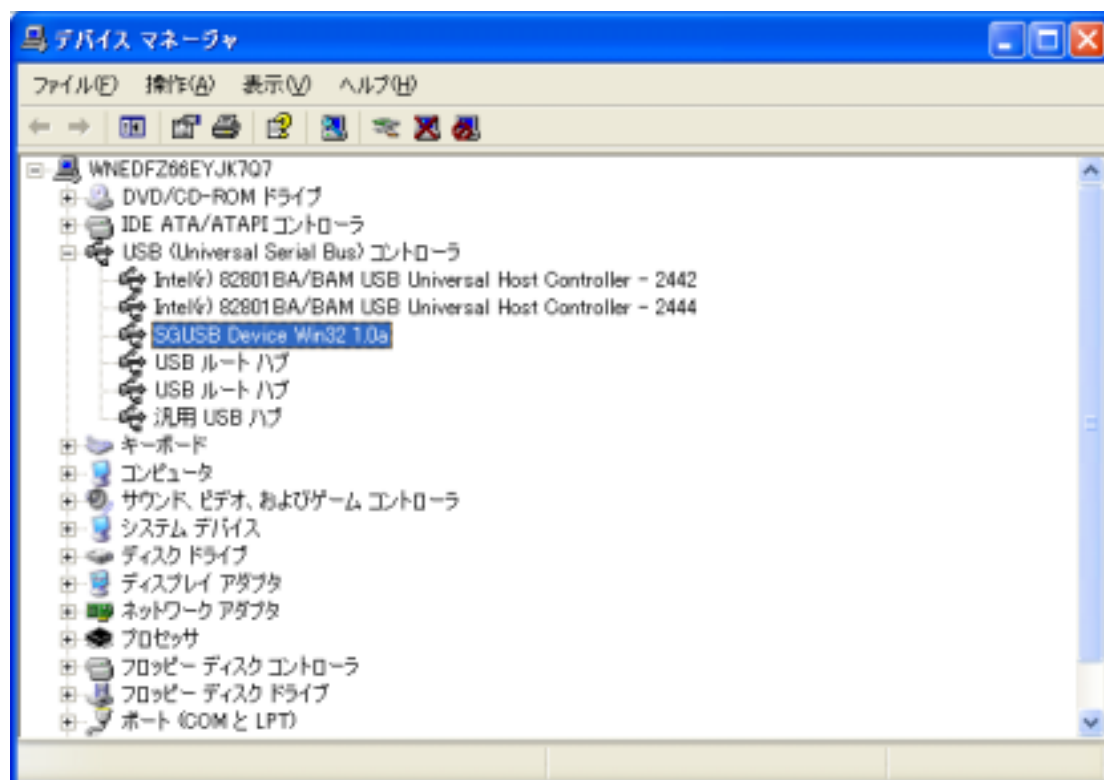 デバイス マネージャ
ファイル(F) 操作(A) 表示(V) ヘルプ(H)
WNEDFZ66EYJK7Q7
DVD/CD-ROM ドライブ
IDE ATA/ATAPI コントローラ
USB (Universal Serial Bus) コントローラ
Intel(r) 82801BA/BAM USB Universal Host Controller - 2442
Intel(r) 82801BA/BAM USB Universal Host Controller - 2444
SGUSB Device Win32 1.0a
USB ルート ハブ
USB ルート ハブ
汎用 USB ハブ
キーボード
コンピュータ
サウンド、ビデオ、およびゲーム コントローラ
システム デバイス
ディスク ドライブ
ディスプレイ アダプタ
ネットワーク アダプタ
プロセッサ
フロッピー ディスク コントローラ
フロッピー ディスク ドライブ
ポート (COM と LPT)